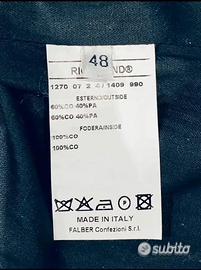 48
1270 07 2 4/1409 990
ESTERNO/OUTSIDE
60%CO 40%PA
60%CO 40%PA
FODERA/INSIDE
100%CO
100%CO
MADE IN ITALY
FALBER Confezioni S.r.l.
subito